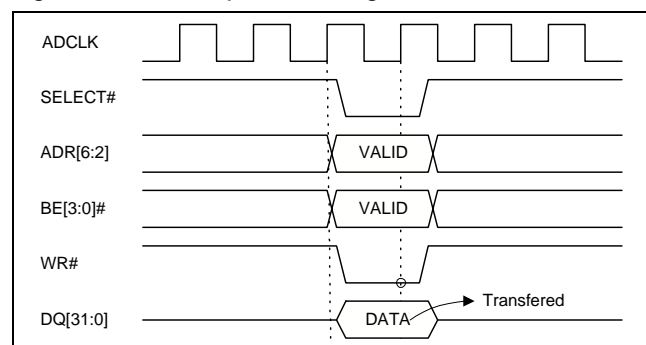 ADCLK
SELECT#
ADR[6:2] VALID
BE[3:0]# VALID
WR#
Transfered
DQ[31:0] DATA